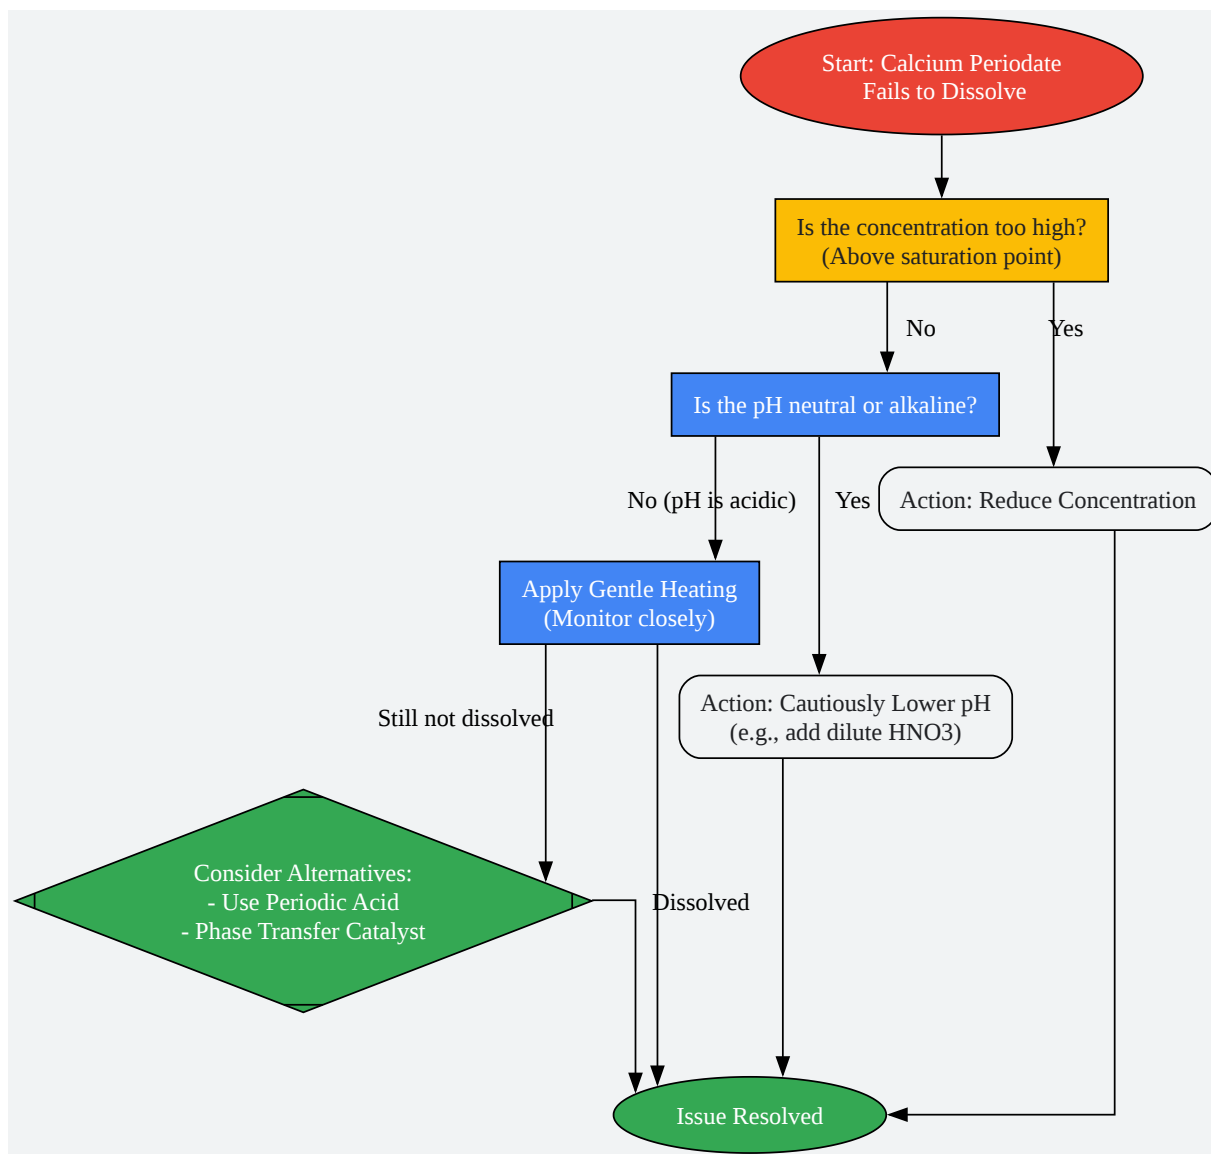 Start: Calcium Periodate
Fails to Dissolve
Is the concentration too high?
(Above saturation point)
No
Yes
Is the pH neutral or alkaline?
No (pH is acidic)
Yes
Action: Reduce Concentration
Apply Gentle Heating
(Monitor closely)
Action: Cautiously Lower pH
(e.g., add dilute HNO3)
Still not dissolved
Consider Alternatives:
- Use Periodic Acid
- Phase Transfer Catalyst
Dissolved
Issue Resolved